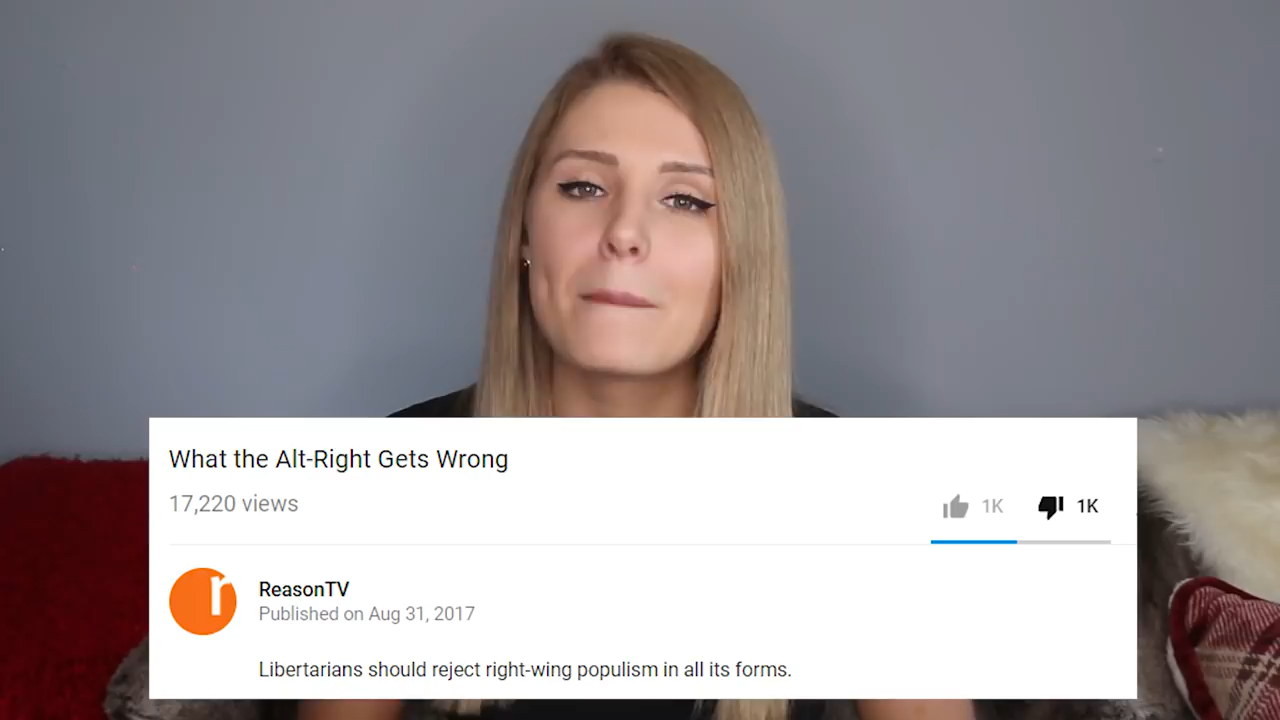 What the Alt-Right Gets Wrong
17,220 views
1K 1K
r
ReasonTV
Published on Aug 31, 2017
Libertarians should reject right-wing populism in all its forms.